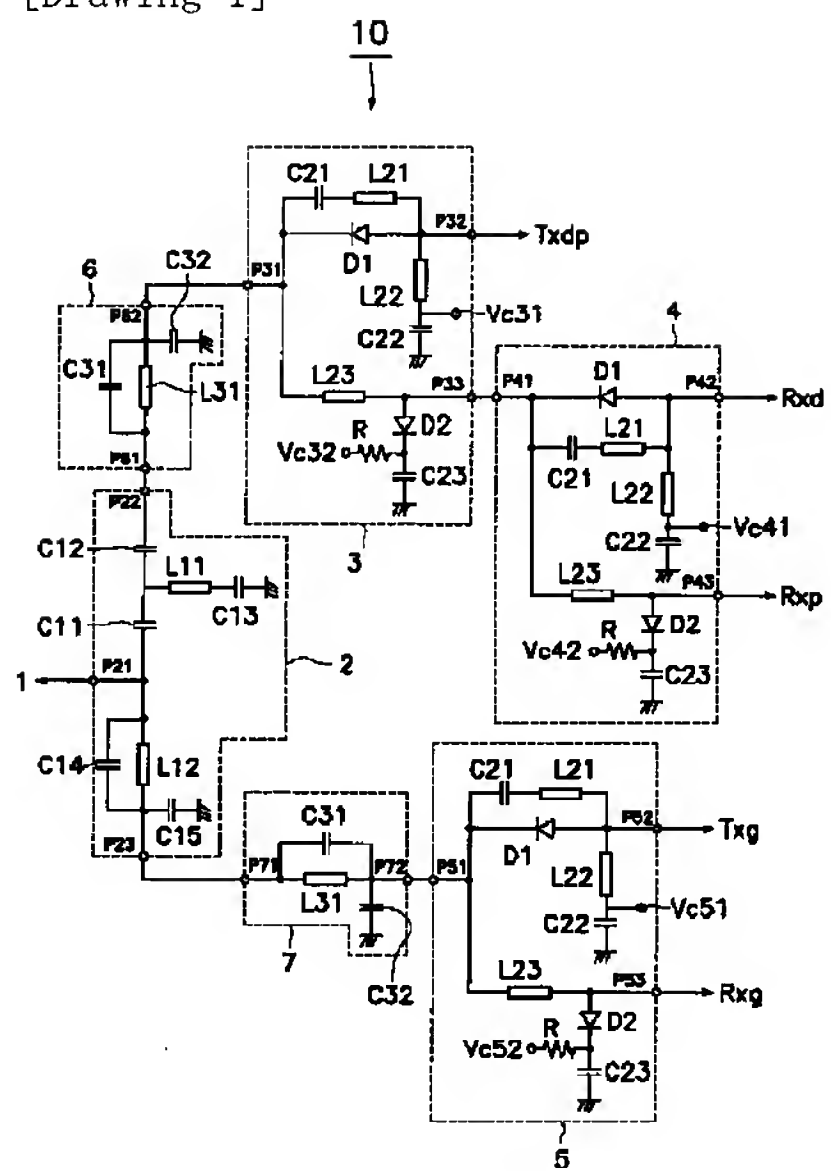 [Drawing 1]
10
C21 L21
P31 P32 Txdp
D1
L22
Vc31
C22
6 C32
P62
C31
L31
P61
L23 P33
D2
Vc32 R
C23
3
4
P41 D1 P42 Rxd
C21 L21
L22
Vc41
C22
L23 P43 Rxp
D2
Vc42 R
C23
P22
C12
L11
C13
C11
2
1 P21
C14 L12
C15
P23
C31
P71 P72
L31
7
C32
C21 L21
P51 P52 Txg
D1
L22
Vc51
C22
L23 P53 Rxg
D2
Vc52 R
C23
5